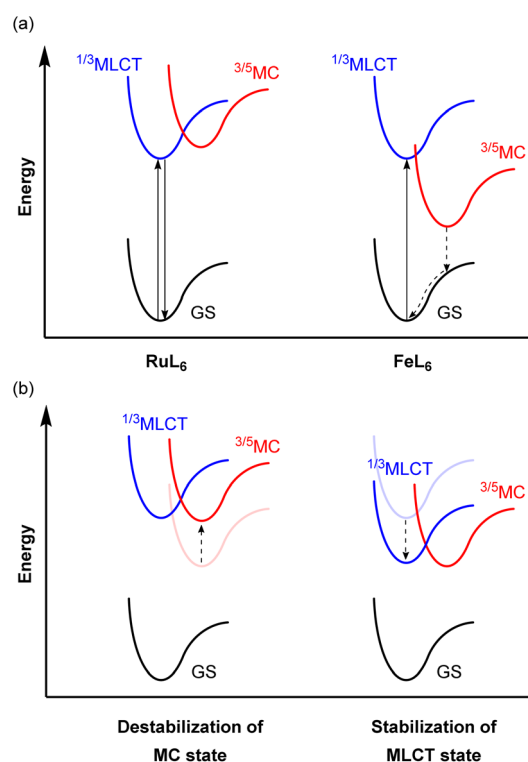 (a)
1/3MLCT
3/5MC
1/3MLCT
3/5MC
Energy
GS
GS
RuL6
FeL6
(b)
1/3MLCT
3/5MC
1/3MLCT
3/5MC
Energy
GS
GS
Destabilization of
MC state
Stabilization of
MLCT state